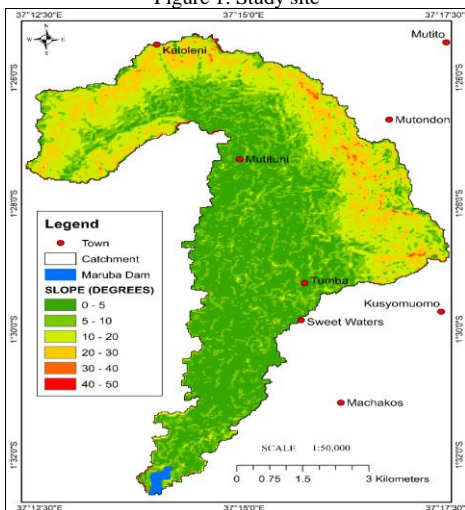 Figure 1. Study site
37°12'30"E
37°15'0"E
37°17'30"E
N
W
E
S
Kaloleni
Mutito
1°26'0"S
1°26'0"S
Mutondon
Mutituni
1°28'0"S
1°28'0"S
Legend
Town
Catchment
Maruba Dam
SLOPE (DEGREES)
0 - 5
5 - 10
10 - 20
20 - 30
30 - 40
40 - 50
Tumba
Kusyomuomo
Sweet Waters
1°30'0"S
1°30'0"S
Machakos
SCALE 1:50,000
0 0.75 1.5 3 Kilometers
1°32'0"S
1°32'0"S
37°12'30"E
37°15'0"E
37°17'30"E